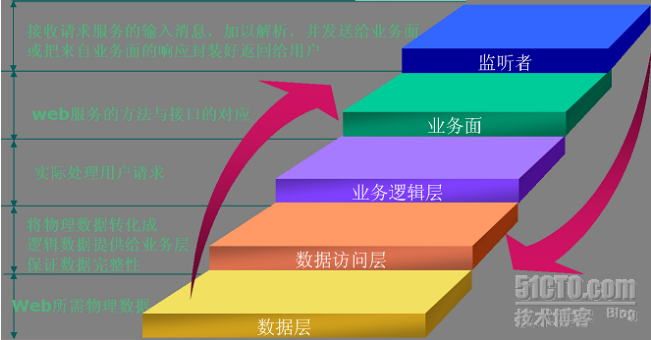 接收请求服务的输入消息，加以解析，并发送给业务面
或把来自业务面的响应封装好返回给用户
监听者
web服务的方法与接口的对应
业务面
实际处理用户请求
业务逻辑层
将物理数据转化成
逻辑数据提供给业务层
保证数据完整性
数据访问层
Web所需物理数据
数据层
51CTO.com
技术博客 Blog